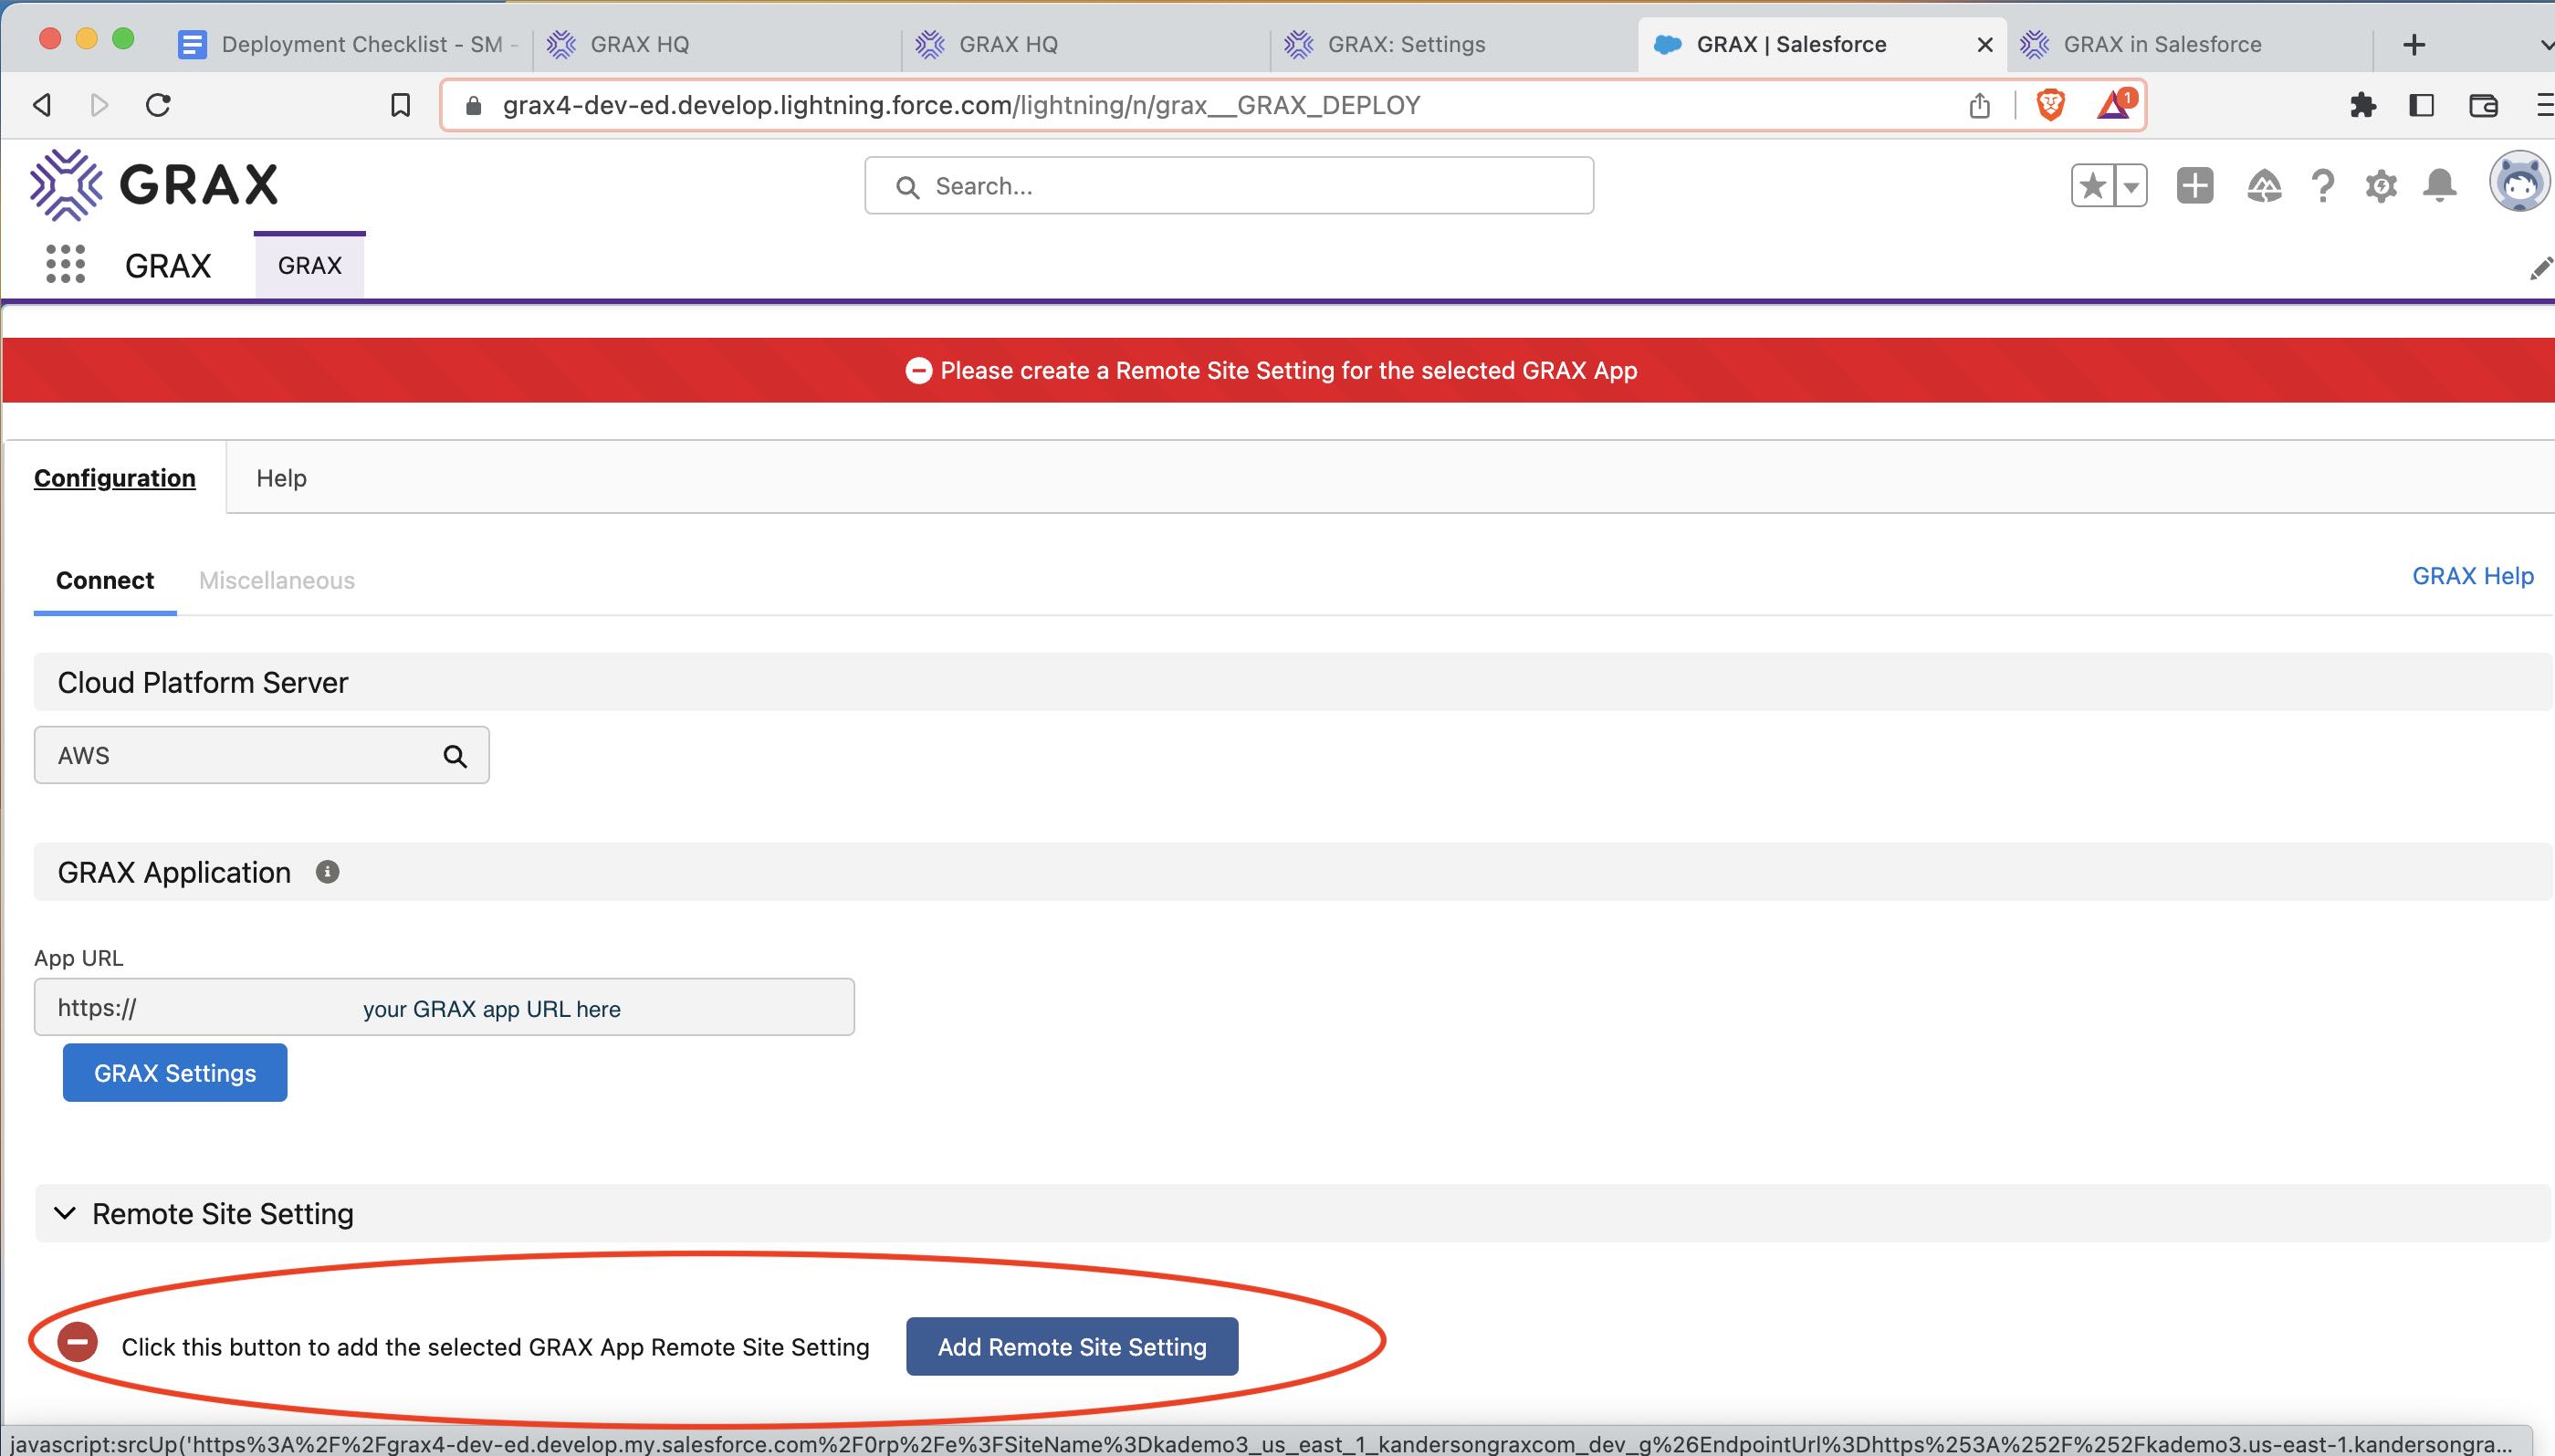 Deployment Checklist - SM -
GRAX HQ
GRAX HQ
GRAX: Settings
GRAX | Salesforce
GRAX in Salesforce
grax4-dev-ed.develop.lightning.force.com/lightning/n/grax__GRAX_DEPLOY
1
GRAX
Search...
GRAX
GRAX
Please create a Remote Site Setting for the selected GRAX App
Configuration
Help
Connect
Miscellaneous
GRAX Help
Cloud Platform Server
AWS
GRAX Application
App URL
https:// your GRAX app URL here
GRAX Settings
Remote Site Setting
Click this button to add the selected GRAX App Remote Site Setting
Add Remote Site Setting
javascript:srcUp('https%3A%2F%2Fgrax4-dev-ed.develop.my.salesforce.com%2F0rp%2Fe%3FSiteName%3Dkademo3_us_east_1_kandersongraxcom_dev_g%26EndpointUrl%3Dhttps%253A%252F%252Fkademo3.us-east-1.kandersongra...